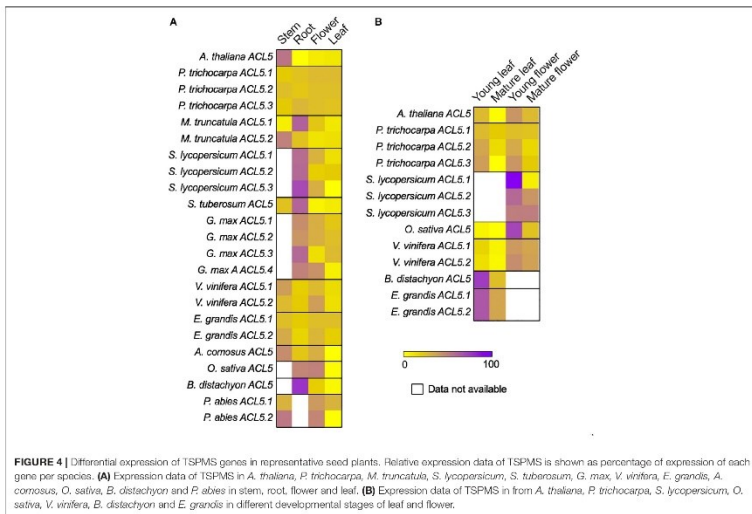 A
Stem Root Flower Leaf
A. thaliana ACL5
P. trichocarpa ACL5.1
P. trichocarpa ACL5.2
P. trichocarpa ACL5.3
M. truncatula ACL5.1
M. truncatula ACL5.2
S. lycopersicum ACL5.1
S. lycopersicum ACL5.2
S. lycopersicum ACL5.3
S. tuberosum ACL5
G. max ACL5.1
G. max ACL5.2
G. max ACL5.3
G. max A ACL5.4
V. vinifera ACL5.1
V. vinifera ACL5.2
E. grandis ACL5.1
E. grandis ACL5.2
A. comosus ACL5
O. sativa ACL5
B. distachyon ACL5
P. abies ACL5.1
P. abies ACL5.2
B
Young leaf Mature leaf Young flower Mature flower
A. thaliana ACL5
P. trichocarpa ACL5.1
P. trichocarpa ACL5.2
P. trichocarpa ACL5.3
S. lycopersicum ACL5.1
S. lycopersicum ACL5.2
S. lycopersicum ACL5.3
O. sativa ACL5
V. vinifera ACL5.1
V. vinifera ACL5.2
B. distachyon ACL5
E. grandis ACL5.1
E. grandis ACL5.2
0 100
Data not available
FIGURE 4 | Differential expression of TSPMS genes in representative seed plants. Relative expression data of TSPMS is shown as percentage of expression of each
gene per species. (A) Expression data of TSPMS in A. thaliana, P. trichocarpa, M. truncatula, S. lycopersicum, S. tuberosum, G. max, V. vinifera, E. grandis, A.
comosus, O. sativa, B. distachyon and P. abies in stem, root, flower and leaf. (B) Expression data of TSPMS in from A. thaliana, P. trichocarpa, S. lycopersicum, O.
sativa, V. vinifera, B. distachyon and E. grandis in different developmental stages of leaf and flower.